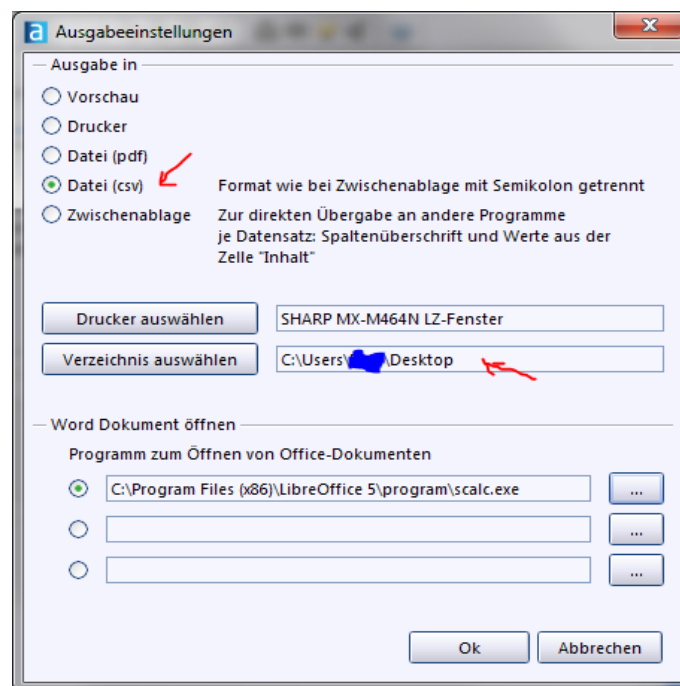 a Ausgabeeinstellungen
Ausgabe in
Vorschau
Drucker
Datei (pdf)
Datei (csv) Format wie bei Zwischenablage mit Semikolon getrennt
Zwischenablage Zur direkten Übergabe an andere Programme
je Datensatz: Spaltenüberschrift und Werte aus der
Zelle "Inhalt"
Drucker auswählen SHARP MX-M464N LZ-Fenster
Verzeichnis auswählen C:\Users\ \Desktop
Word Dokument öffnen
Programm zum Öffnen von Office-Dokumenten
C:\Program Files (x86)\LibreOffice 5\program\scalc.exe ...
...
...
Ok Abbrechen